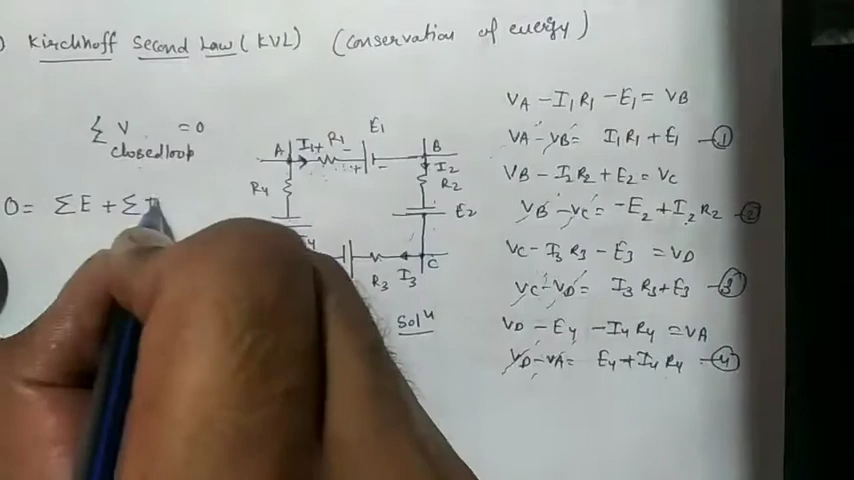 ) Kirchhoff Second Law (KVL) (conservation of energy)
Σ V = 0
closed loop
0 = ΣE + Σ
A I₁ + R₁ - E₁ B
+ -
I₂
R₂
R₄
E₂
C
R₃ I₃
Solⁿ
VA - I₁R₁ - E₁ = VB
VA - VB = I₁R₁ + E₁ - ①
VB - I₂R₂ + E₂ = VC
VB - VC = -E₂ + I₂R₂ - ②
VC - I₃R₃ - E₃ = VD
VC - VD = I₃R₃ + E₃ - ③
VD - E₄ - I₄R₄ = VA
VD - VA = E₄ + I₄R₄ - ④